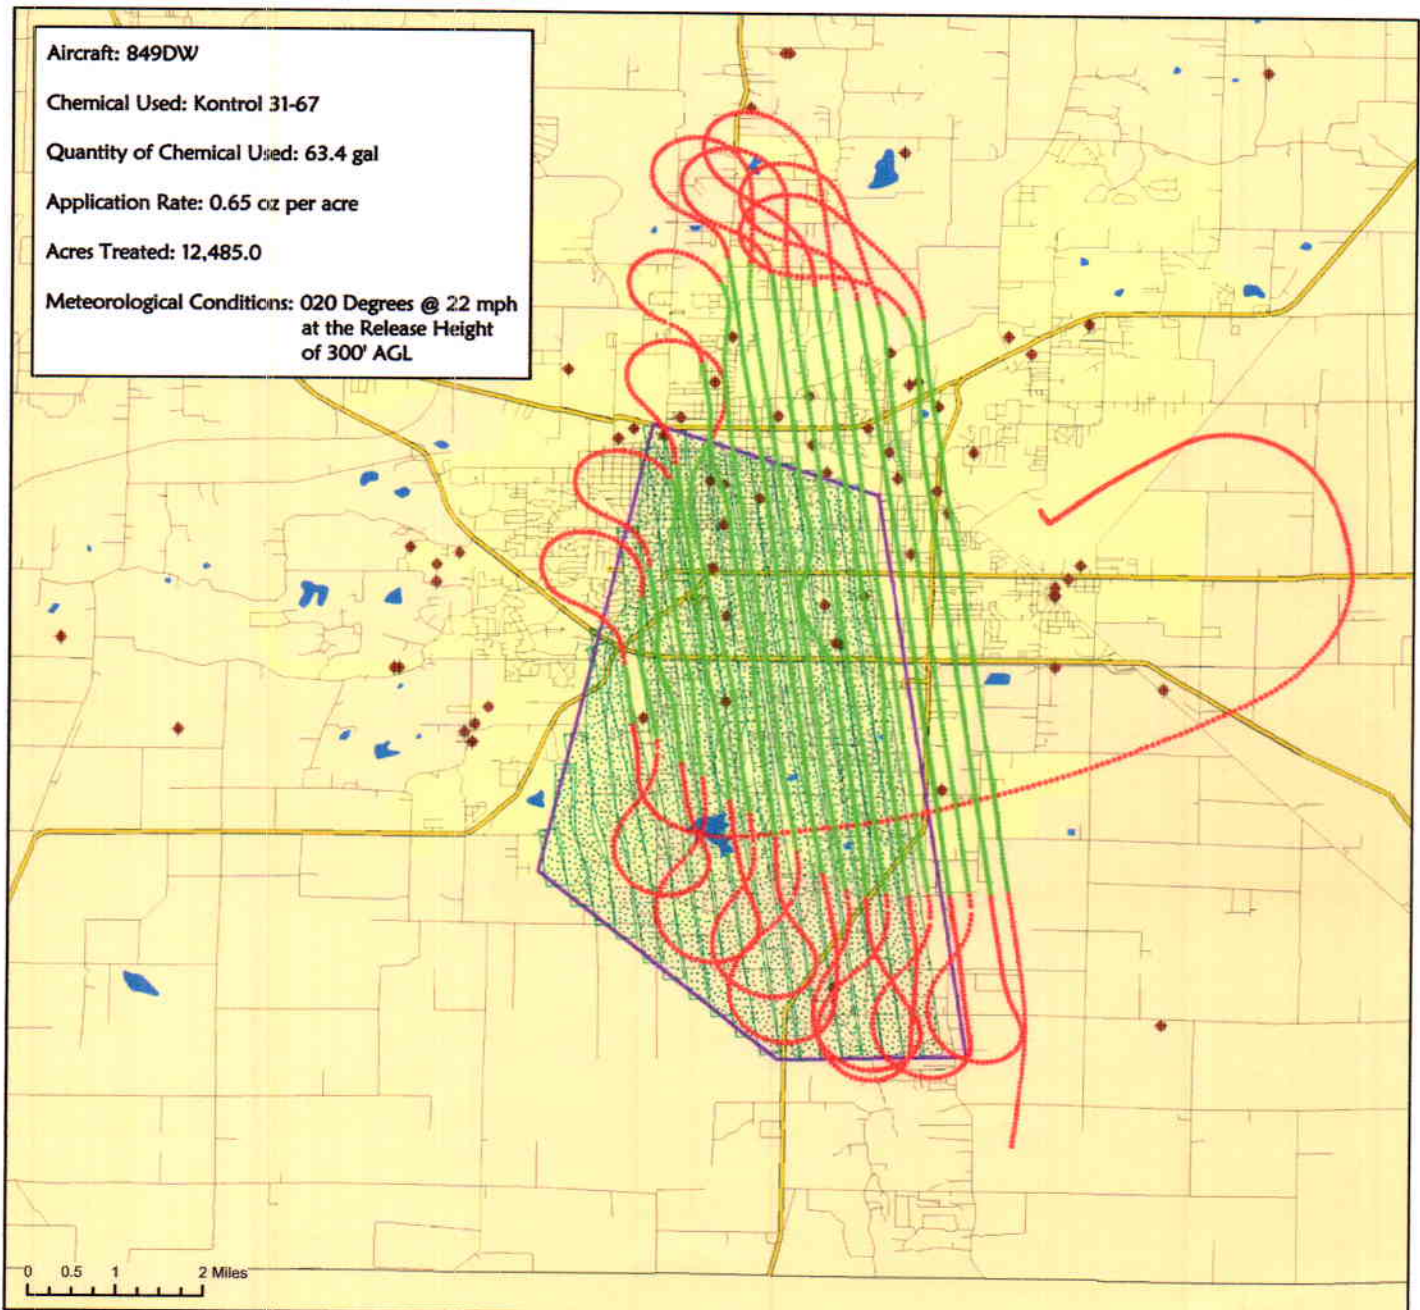 Aircraft: 849DW
Chemical Used: Kontrol 31-67
Quantity of Chemical Used: 63.4 gal
Application Rate: 0.65 oz per acre
Acres Treated: 12,485.0
Meteorological Conditions: 020 Degrees @ 22 mph
at the Release Height
of 300' AGL
0 0.5 1 2 Miles